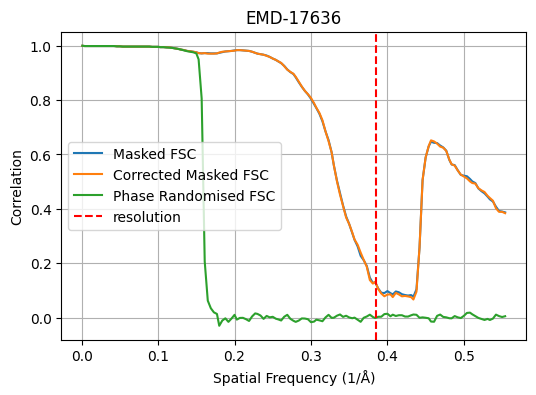 EMD-17636
1.0
0.8
0.6
0.4
0.2
0.0
Correlation
Masked FSC
Corrected Masked FSC
Phase Randomised FSC
resolution
0.0 0.1 0.2 0.3 0.4 0.5
Spatial Frequency (1/Å)